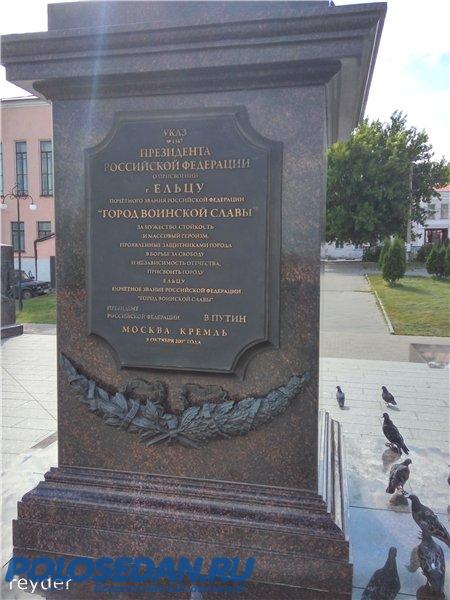 УКАЗ
№ 1347
ПРЕЗИДЕНТА
РОССИЙСКОЙ ФЕДЕРАЦИИ
О ПРИСВОЕНИИ
г. ЕЛЬЦУ
ПОЧЁТНОГО ЗВАНИЯ РОССИЙСКОЙ ФЕДЕРАЦИИ
"ГОРОД ВОИНСКОЙ СЛАВЫ"
ЗА МУЖЕСТВО, СТОЙКОСТЬ
И МАССОВЫЙ ГЕРОИЗМ,
ПРОЯВЛЕННЫЕ ЗАЩИТНИКАМИ ГОРОДА
В БОРЬБЕ ЗА СВОБОДУ
И НЕЗАВИСИМОСТЬ ОТЕЧЕСТВА,
ПРИСВОИТЬ ГОРОДУ
ЕЛЬЦУ
ПОЧЁТНОЕ ЗВАНИЕ РОССИЙСКОЙ ФЕДЕРАЦИИ
"ГОРОД ВОИНСКОЙ СЛАВЫ"
ПРЕЗИДЕНТ
РОССИЙСКОЙ ФЕДЕРАЦИИ В.ПУТИН
МОСКВА. КРЕМЛЬ
8 ОКТЯБРЯ 2007 ГОДА
POLOSEDAN.RU
reyder